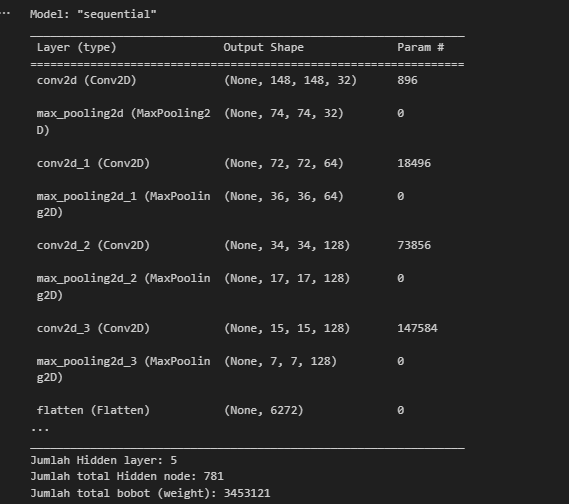 ...
Model: "sequential"
_________________________________________________________________
Layer (type)                Output Shape              Param #
=================================================================
conv2d (Conv2D)             (None, 148, 148, 32)      896
max_pooling2d (MaxPooling2  (None, 74, 74, 32)        0
D)
conv2d_1 (Conv2D)           (None, 72, 72, 64)        18496
max_pooling2d_1 (MaxPoolin  (None, 36, 36, 64)        0
g2D)
conv2d_2 (Conv2D)           (None, 34, 34, 128)       73856
max_pooling2d_2 (MaxPoolin  (None, 17, 17, 128)       0
g2D)
conv2d_3 (Conv2D)           (None, 15, 15, 128)       147584
max_pooling2d_3 (MaxPoolin  (None, 7, 7, 128)         0
g2D)
flatten (Flatten)           (None, 6272)              0
...
_________________________________________________________________
Jumlah Hidden layer: 5
Jumlah total Hidden node: 781
Jumlah total bobot (weight): 3453121